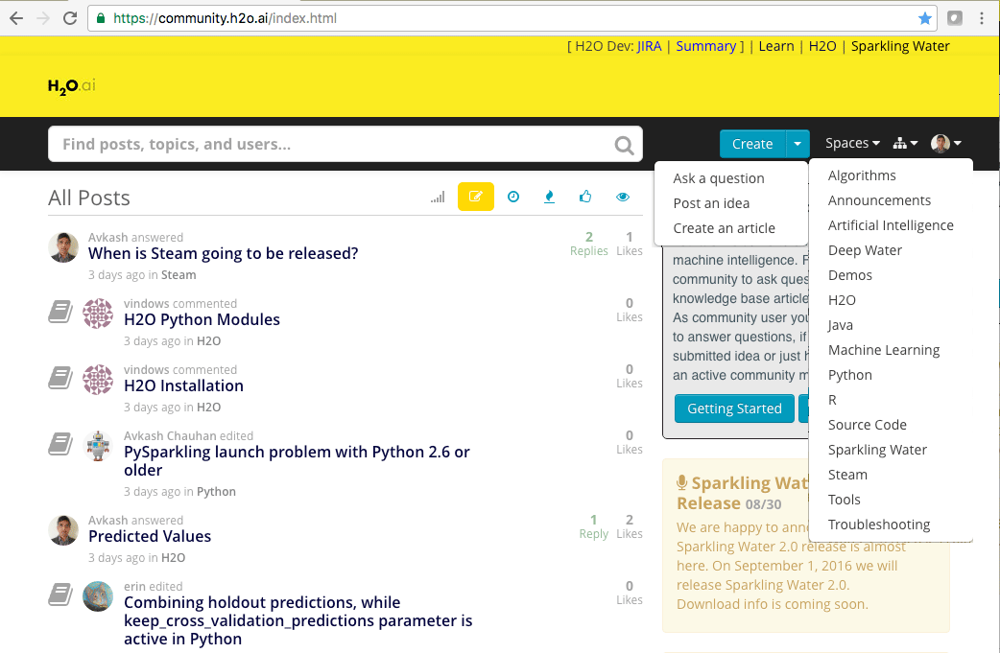 https://community.h2o.ai/index.html
[ H2O Dev: JIRA | Summary ] | Learn | H2O | Sparkling Water
H2O.ai
Find posts, topics, and users...
Create
Spaces
Ask a question
Post an idea
Create an article
Algorithms
Announcements
Artificial Intelligence
Deep Water
Demos
H2O
Java
Machine Learning
Python
R
Source Code
Sparkling Water
Steam
Tools
Troubleshooting
All Posts
Avkash answered
When is Steam going to be released?
3 days ago in Steam
2 Replies
1 Likes
vindows commented
H2O Python Modules
3 days ago in H2O
0 Likes
vindows commented
H2O Installation
3 days ago in H2O
0 Likes
Avkash Chauhan edited
PySparkling launch problem with Python 2.6 or
older
3 days ago in Python
0 Likes
Avkash answered
Predicted Values
3 days ago in H2O
1 Reply
2 Likes
erin edited
Combining holdout predictions, while
keep_cross_validation_predictions parameter is
active in Python
0 Likes
machine intelligence.
community to ask
knowledge base
As community user
to answer questions, if
submitted idea or just
an active community
Getting Started
Sparkling
Release 08/30
We are happy to
Sparkling Water 2.0 release is almost
here. On September 1, 2016 we will
release Sparkling Water 2.0.
Download info is coming soon.